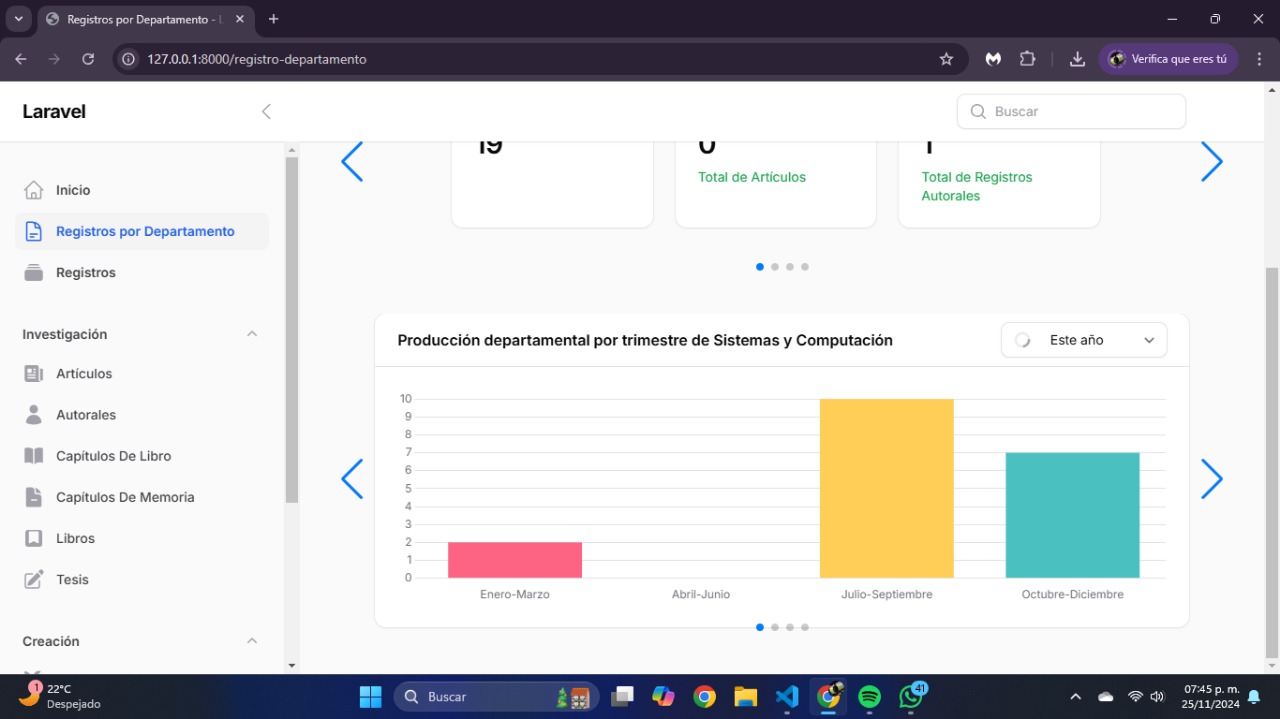 Registros por Departamento - L
127.0.0.1:8000/registro-departamento
Verifica que eres tú
Laravel
Buscar
Inicio
Registros por Departamento
Registros
Investigación
Artículos
Autorales
Capítulos De Libro
Capítulos De Memoria
Libros
Tesis
Creación
19
0
Total de Artículos
1
Total de Registros
Autorales
Producción departamental por trimestre de Sistemas y Computación
Este año
10
9
8
7
6
5
4
3
2
1
0
Enero-Marzo
Abril-Junio
Julio-Septiembre
Octubre-Diciembre
1
22°C
Despejado
Buscar
41
07:45 p. m.
25/11/2024